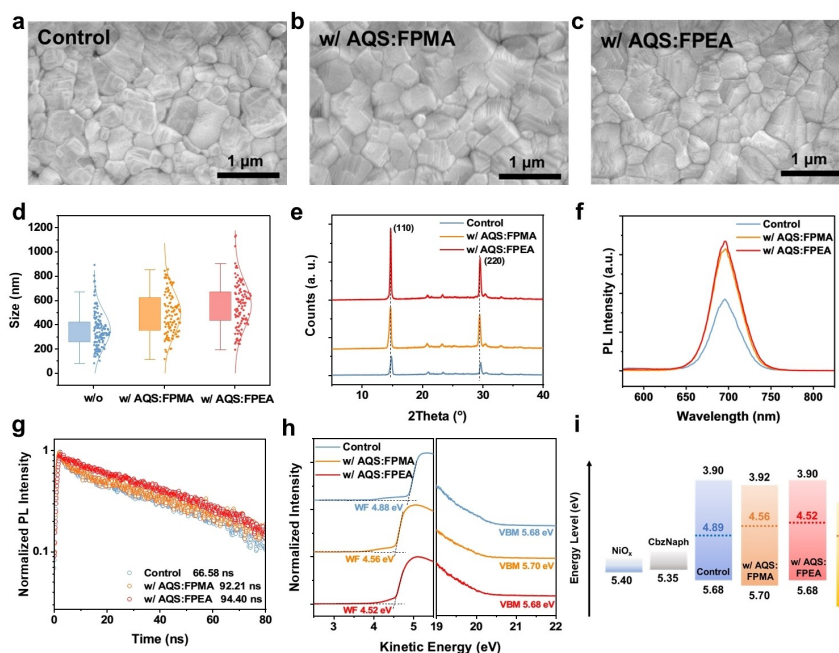 a
Control
1 µm
b
w/ AQS:FPMA
1 µm
c
w/ AQS:FPEA
1 µm
d
1200
1000
800
600
400
200
0
Size (nm)
w/o
w/ AQS:FPMA
w/ AQS:FPEA
e
Control
w/ AQS:FPMA
w/ AQS:FPEA
(110)
(220)
Counts (a. u.)
0 10 20 30 40
2Theta (°)
f
Control
w/ AQS:FPMA
w/ AQS:FPEA
PL Intensity (a.u.)
600 650 700 750 800
Wavelength (nm)
g
1
0.1
Normalized PL Intensity
Control 66.58 ns
w/ AQS:FPMA 92.21 ns
w/ AQS:FPEA 94.40 ns
0 20 40 60 80
Time (ns)
h
Control
w/ AQS:FPMA
w/ AQS:FPEA
Normalized Intensity
WF 4.88 eV
VBM 5.68 eV
WF 4.56 eV
VBM 5.70 eV
WF 4.52 eV
VBM 5.68 eV
3 4 5 19 20 21 22
Kinetic Energy (eV)
i
Energy Level (eV)
3.90 3.92 3.90
4.89 4.56 4.52
NiOₓ
5.40
CbzNaph
5.35
Control
5.68
w/ AQS:
FPMA
5.70
w/ AQS:
FPEA
5.68